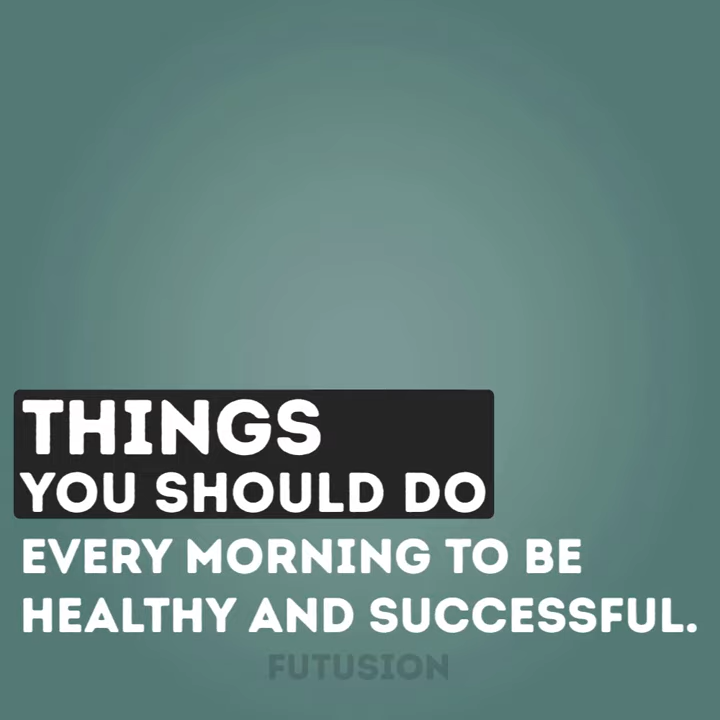 THINGS
YOU SHOULD DO
EVERY MORNING TO BE
HEALTHY AND SUCCESSFUL.
FUTUSION